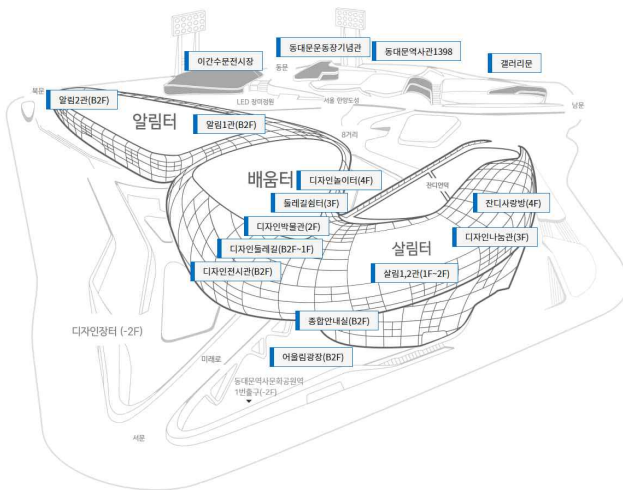 이간수문전시장
동대문운동장기념관
동대문역사관1398
갤러리문
동문
북문
알림2관(B2F)
LED 장미정원
서울 한양도성
남문
알림터
알림1관(B2F)
8거리
배움터
디자인놀이터(4F)
잔디언덕
둘레길쉼터(3F)
잔디사랑방(4F)
디자인박물관(2F)
디자인나눔관(3F)
디자인둘레길(B2F~1F)
살림터
디자인전시관(B2F)
살림1,2관(1F~2F)
종합안내실(B2F)
디자인장터 (-2F)
미래로
어울림광장(B2F)
동대문역사문화공원역
1번출구(-2F)
서문